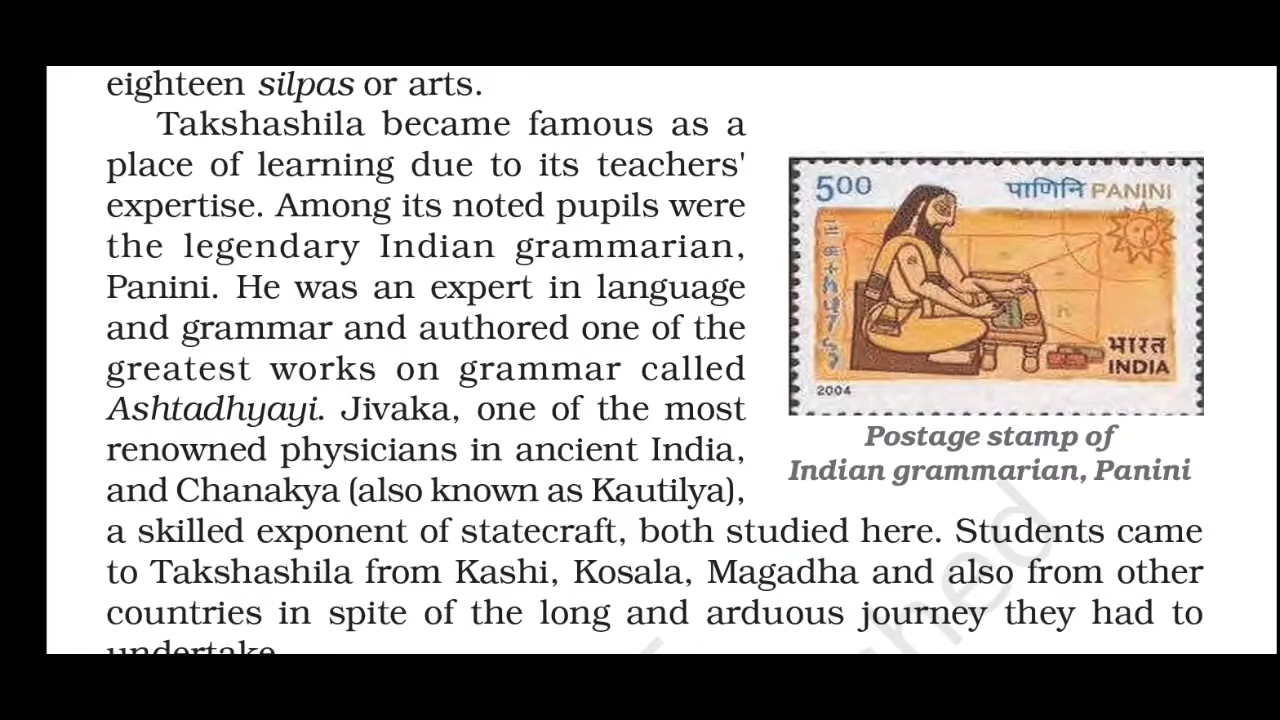 eighteen silpas or arts.
Takshashila became famous as a
place of learning due to its teachers'
expertise. Among its noted pupils were
the legendary Indian grammarian,
Panini. He was an expert in language
and grammar and authored one of the
greatest works on grammar called
Ashtadhyayi. Jivaka, one of the most
renowned physicians in ancient India,
and Chanakya (also known as Kautilya),
a skilled exponent of statecraft, both studied here. Students came
to Takshashila from Kashi, Kosala, Magadha and also from other
countries in spite of the long and arduous journey they had to
undertake.
500
पाणिनि PANINI
भारत
INDIA
2004
Postage stamp of
Indian grammarian, Panini